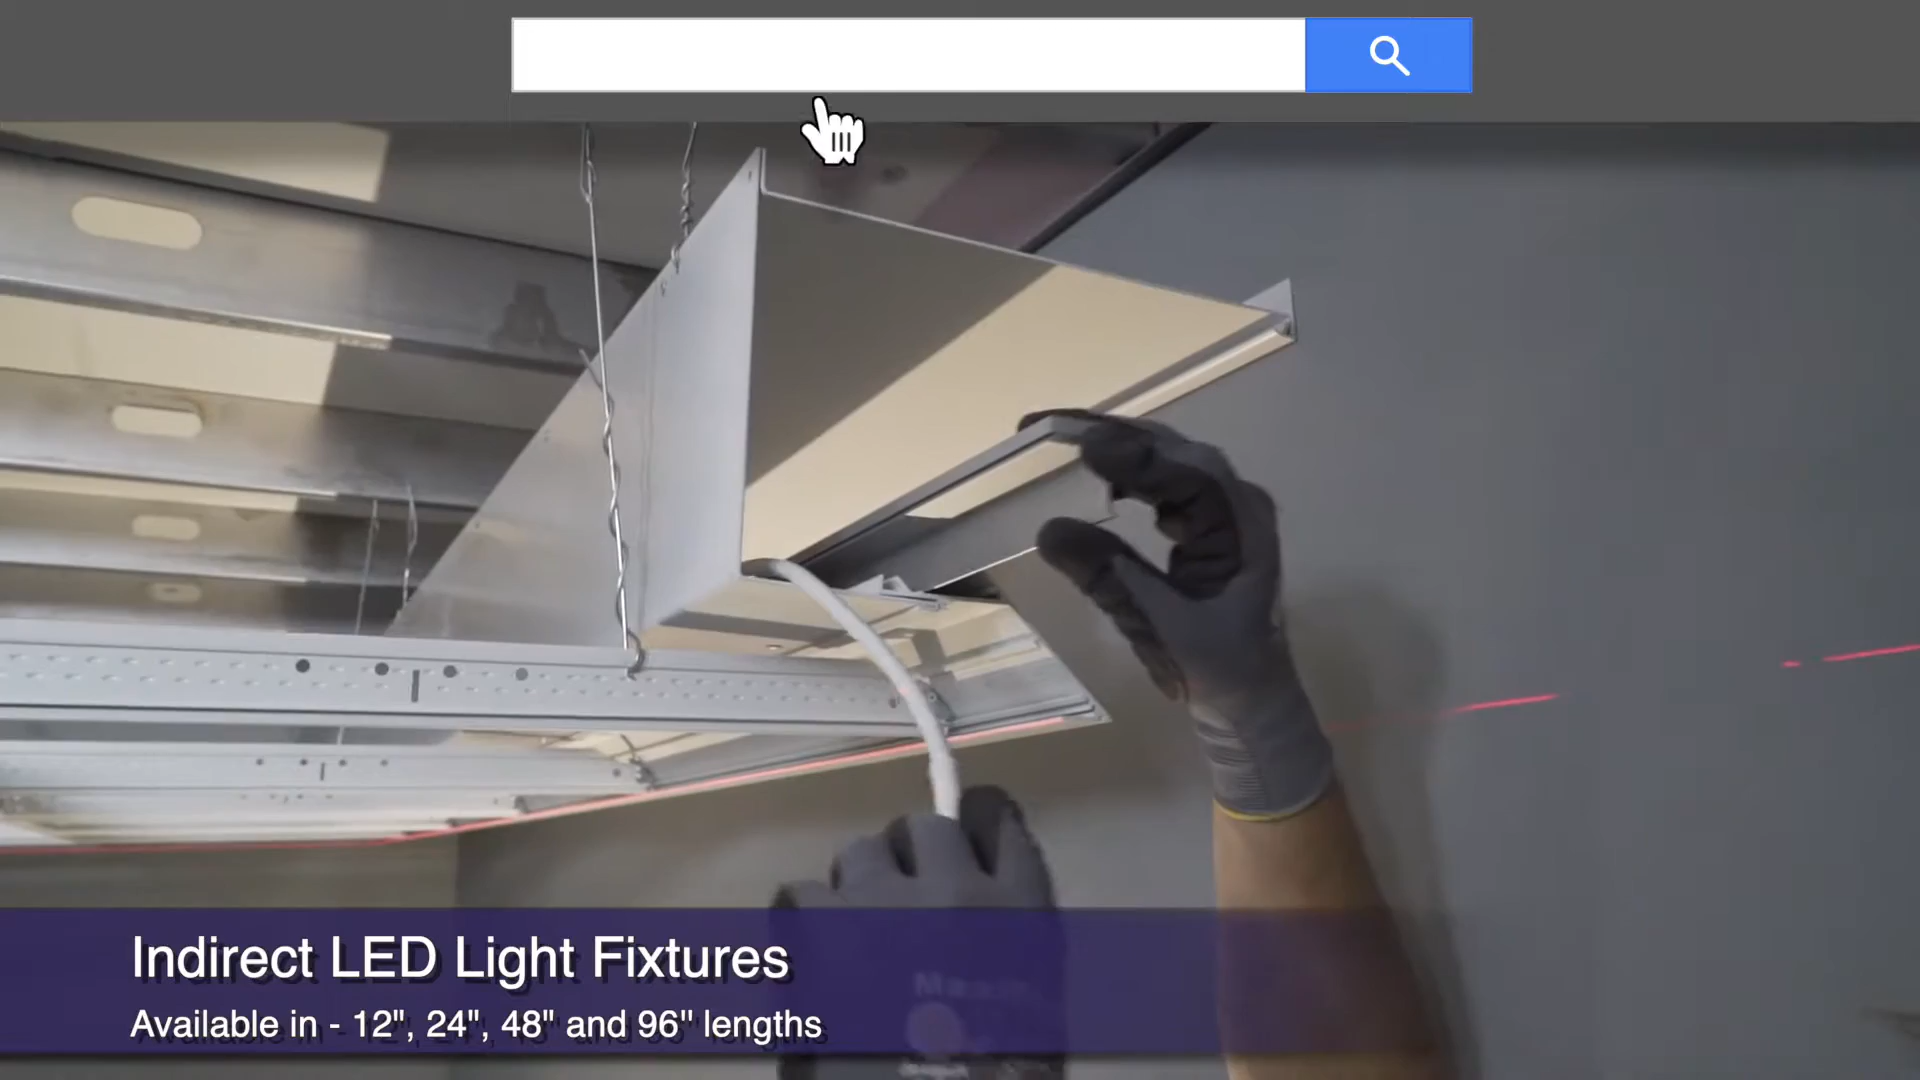 Indirect LED Light Fixtures
Available in - 12", 24", 48" and 96" lengths